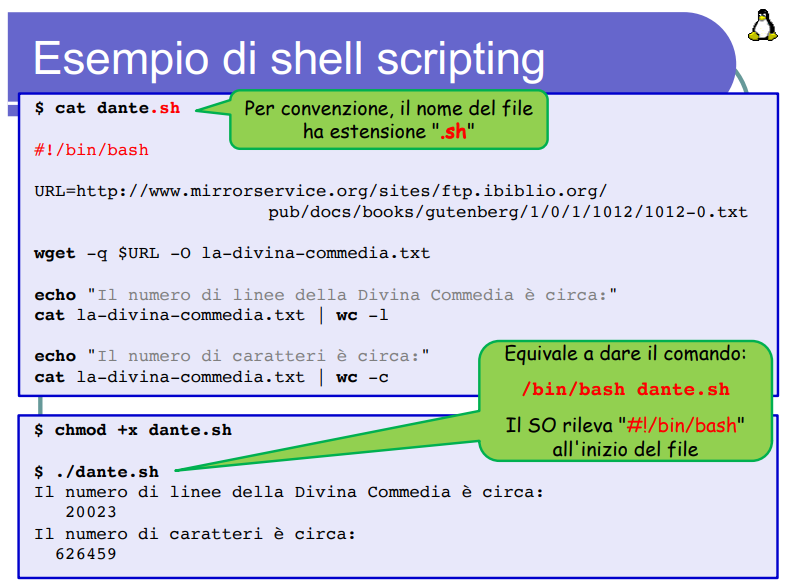 Esempio di shell scripting
$ cat dante.sh
Per convenzione, il nome del file
ha estensione ".sh"
#!/bin/bash
URL=http://www.mirrorservice.org/sites/ftp.ibiblio.org/
pub/docs/books/gutenberg/1/0/1/1012/1012-0.txt
wget -q $URL -O la-divina-commedia.txt
echo "Il numero di linee della Divina Commedia è circa:"
cat la-divina-commedia.txt | wc -l
echo "Il numero di caratteri è circa:"
cat la-divina-commedia.txt | wc -c
Equivale a dare il comando:
/bin/bash dante.sh
Il SO rileva "#!/bin/bash"
all'inizio del file
$ chmod +x dante.sh
$ ./dante.sh
Il numero di linee della Divina Commedia è circa:
20023
Il numero di caratteri è circa:
626459